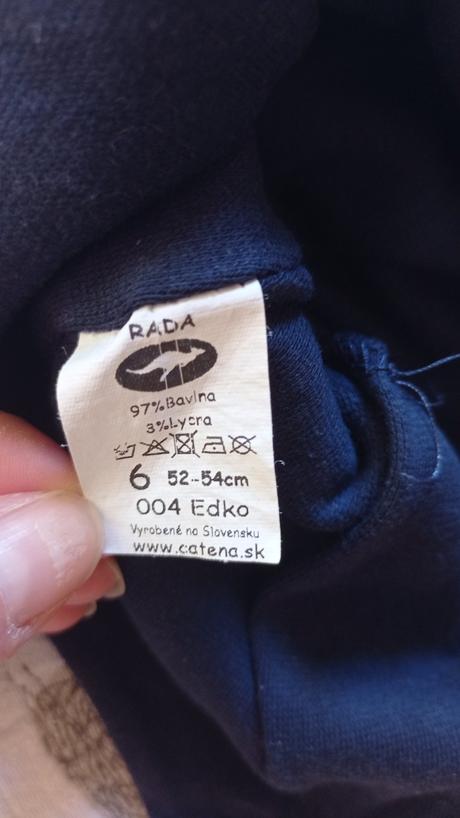 RADA
97%Bavlna
3%Lycra
6 52-54cm
004 Edko
Vyrobené na Slovensku
www.catena.sk